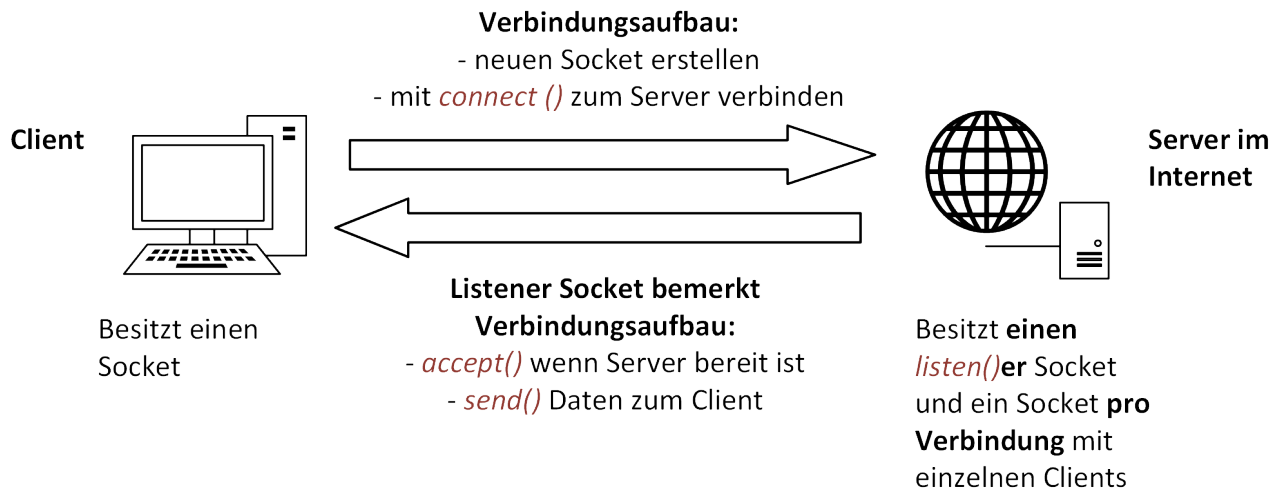 Verbindungsaufbau:
- neuen Socket erstellen
- mit connect () zum Server verbinden
Client
Server im
Internet
Listener Socket bemerkt
Verbindungsaufbau:
- accept() wenn Server bereit ist
- send() Daten zum Client
Besitzt einen
Socket
Besitzt einen
listen()er Socket
und ein Socket pro
Verbindung mit
einzelnen Clients